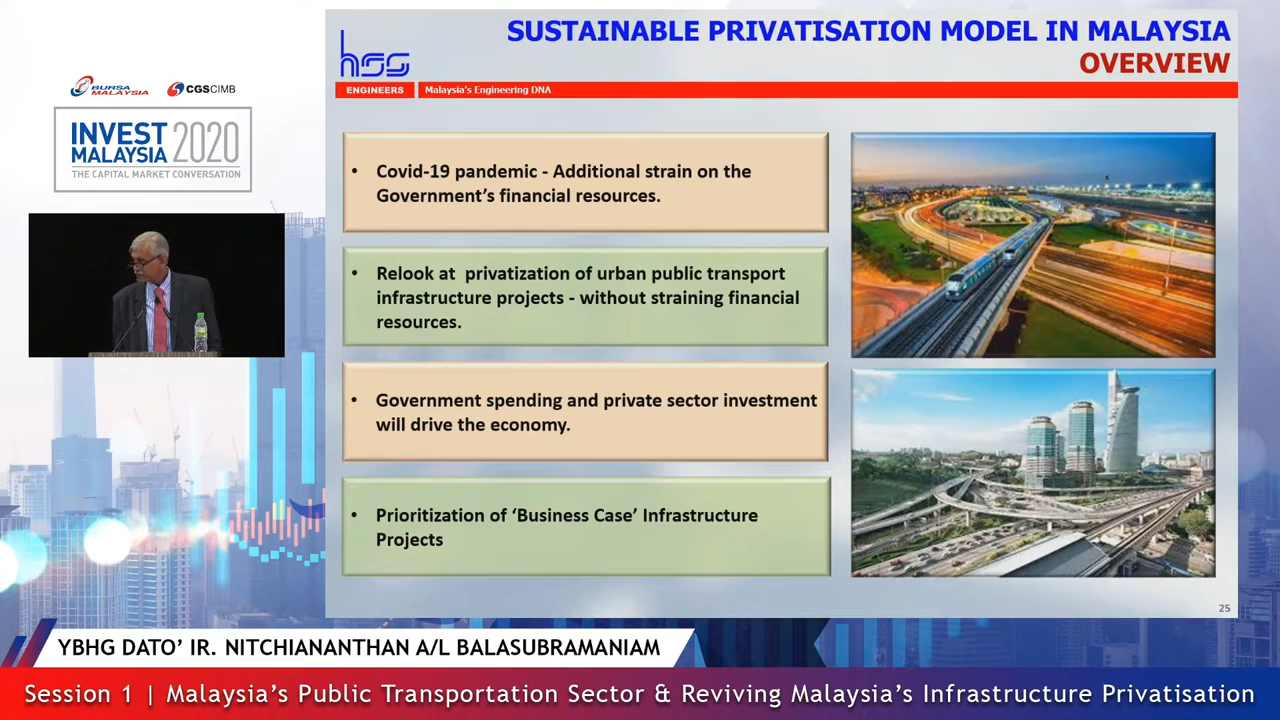 BURSA
MALAYSIA
CGS CIMB
INVEST
MALAYSIA 2020
THE CAPITAL MARKET CONVERSATION
SUSTAINABLE PRIVATISATION MODEL IN MALAYSIA
OVERVIEW
hss
ENGINEERS
Malaysia's Engineering DNA
• Covid-19 pandemic - Additional strain on the
Government's financial resources.
• Relook at privatization of urban public transport
infrastructure projects - without straining financial
resources.
• Government spending and private sector investment
will drive the economy.
• Prioritization of 'Business Case' Infrastructure
Projects
25
YBHG DATO' IR. NITCHIANANTHAN A/L BALASUBRAMANIAM
Session 1 | Malaysia's Public Transportation Sector & Reviving Malaysia's Infrastructure Privatisation